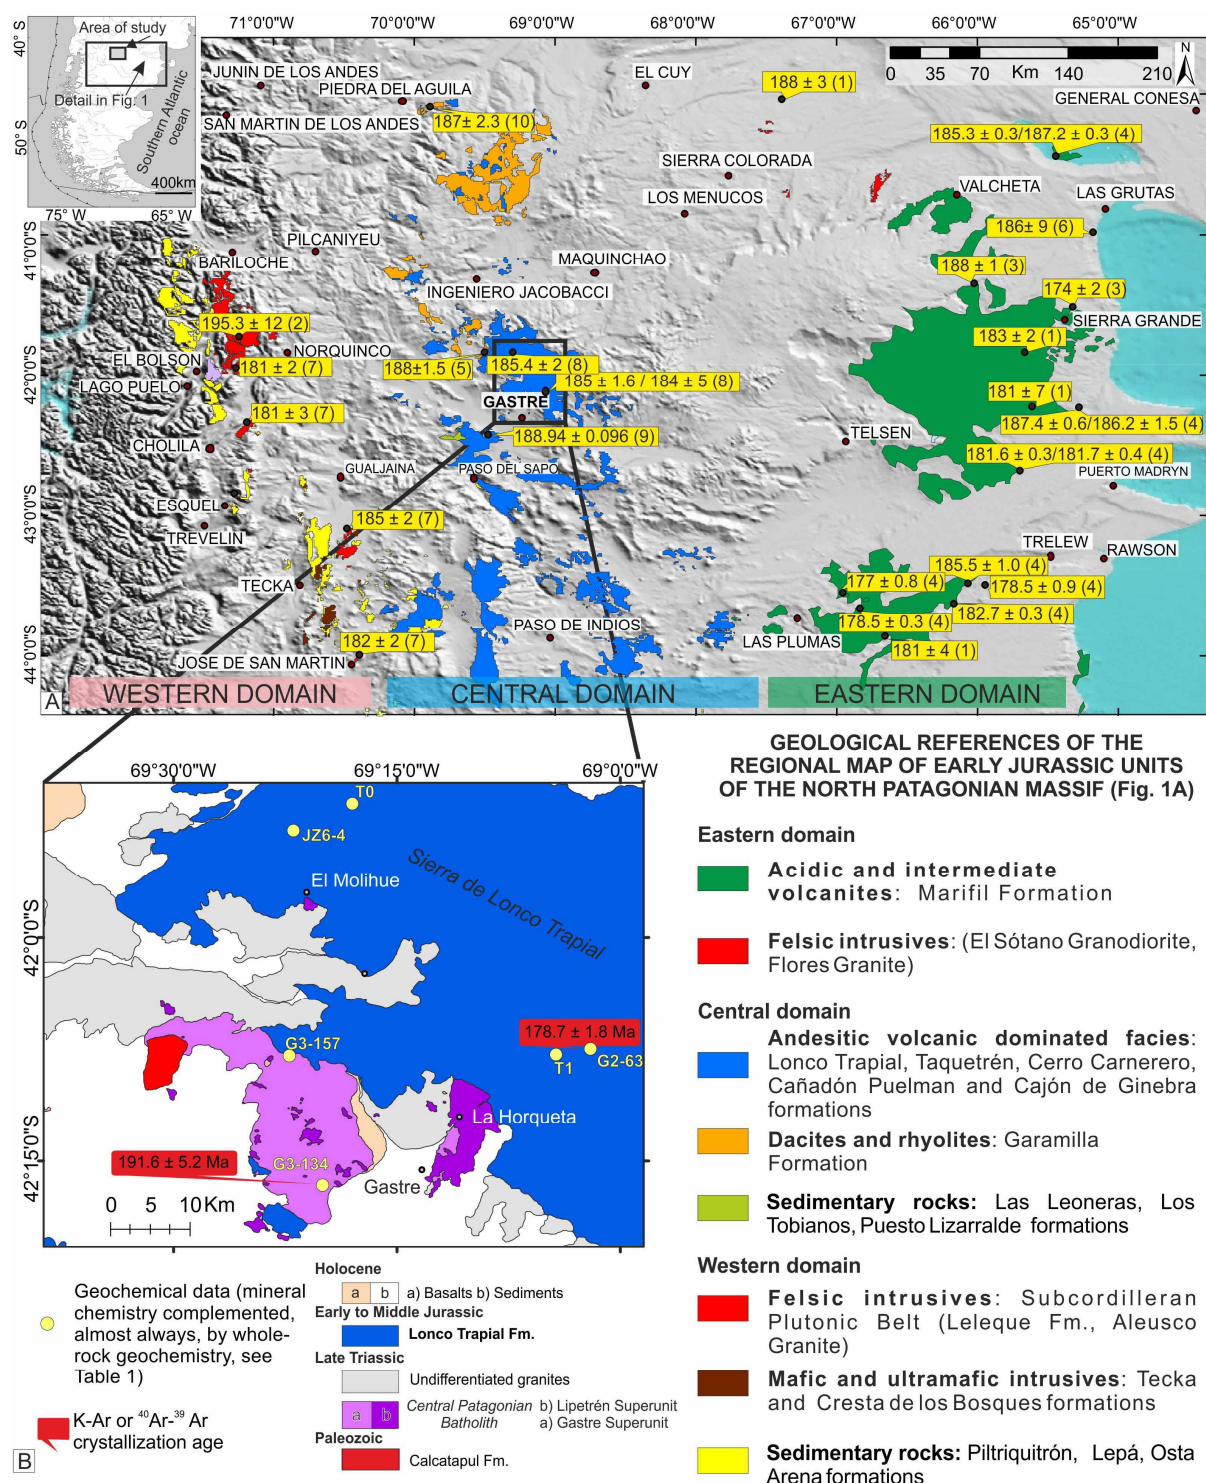 71°0'0"W
70°0'0"W
69°0'0"W
68°0'0"W
67°0'0"W
66°0'0"W
65°0'0"W
40° S
50° S
75° W
65° W
Area of study
Detail in Fig. 1
Southern Atlantic
ocean
400km
N
0 35 70 Km 140 210
JUNIN DE LOS ANDES
PIEDRA DEL AGUILA
SAN MARTIN DE LOS ANDES
187± 2.3 (10)
EL CUY
188 ± 3 (1)
GENERAL CONESA
185.3 ± 0.3/187.2 ± 0.3 (4)
SIERRA COLORADA
LOS MENUCOS
VALCHETA
LAS GRUTAS
186± 9 (6)
41°0'0"S
PILCANIYEU
BARILOCHE
MAQUINCHAO
INGENIERO JACOBACCI
188 ± 1 (3)
174 ± 2 (3)
SIERRA GRANDE
195.3 ± 12 (2)
183 ± 2 (1)
EL BOLSON
NORQUINCO
188±1.5 (5)
185.4 ± 2 (8)
181 ± 2 (7)
185 ± 1.6 / 184 ± 5 (8)
42°0'0"S
LAGO PUELO
GASTRE
181 ± 7 (1)
181 ± 3 (7)
187.4 ± 0.6/186.2 ± 1.5 (4)
CHOLILA
188.94 ± 0.096 (9)
TELSEN
181.6 ± 0.3/181.7 ± 0.4 (4)
GUALJAINA
PASO DEL SAPO
PUERTO MADRYN
43°0'0"S
ESQUEL
TREVELIN
185 ± 2 (7)
TRELEW
RAWSON
185.5 ± 1.0 (4)
TECKA
177 ± 0.8 (4)
178.5 ± 0.9 (4)
182.7 ± 0.3 (4)
178.5 ± 0.3 (4)
PASO DE INDIOS
LAS PLUMAS
182 ± 2 (7)
181 ± 4 (1)
44°0'0"S
JOSE DE SAN MARTIN
A
WESTERN DOMAIN
CENTRAL DOMAIN
EASTERN DOMAIN
69°30'0"W
69°15'0"W
69°0'0"W
T0
JZ6-4
Sierra de Lonco Trapial
El Molihue
42°0'0"S
178.7 ± 1.8 Ma
G3-157
T1
G2-63
La Horqueta
42°15'0"S
191.6 ± 5.2 Ma
G3-134
Gastre
0 5 10 Km
Geochemical data (mineral
chemistry complemented,
almost always, by whole-
rock geochemistry, see
Table 1)
K-Ar or 40Ar-39 Ar
crystallization age
B
Holocene
a b a) Basalts b) Sediments
Early to Middle Jurassic
Lonco Trapial Fm.
Late Triassic
Undifferentiated granites
a b Central Patagonian b) Lipetrén Superunit
Batholith a) Gastre Superunit
Paleozoic
Calcatapul Fm.
GEOLOGICAL REFERENCES OF THE
REGIONAL MAP OF EARLY JURASSIC UNITS
OF THE NORTH PATAGONIAN MASSIF (Fig. 1A)
Eastern domain
Acidic and intermediate
volcanites: Marifil Formation
Felsic intrusives: (El Sótano Granodiorite,
Flores Granite)
Central domain
Andesitic volcanic dominated facies:
Lonco Trapial, Taquetrén, Cerro Carnerero,
Cañadón Puelman and Cajón de Ginebra
formations
Dacites and rhyolites: Garamilla
Formation
Sedimentary rocks: Las Leoneras, Los
Tobianos, Puesto Lizarralde formations
Western domain
Felsic intrusives: Subcordilleran
Plutonic Belt (Leleque Fm., Aleusco
Granite)
Mafic and ultramafic intrusives: Tecka
and Cresta de los Bosques formations
Sedimentary rocks: Piltriquitrón, Lepá, Osta
Arena formations